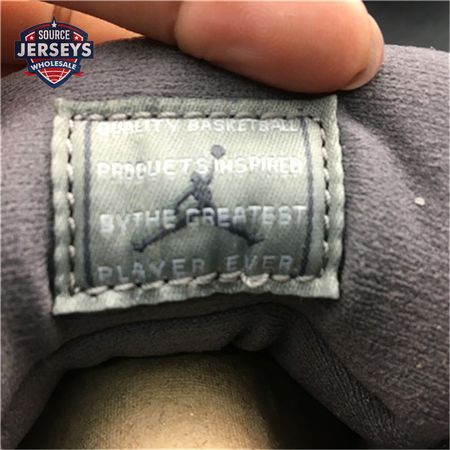 SOURCE
JERSEYS
WHOLESALE
QUALITY BASKETBALL
PRODUCTS INSPIRED
BY THE GREATEST
PLAYER EVER.